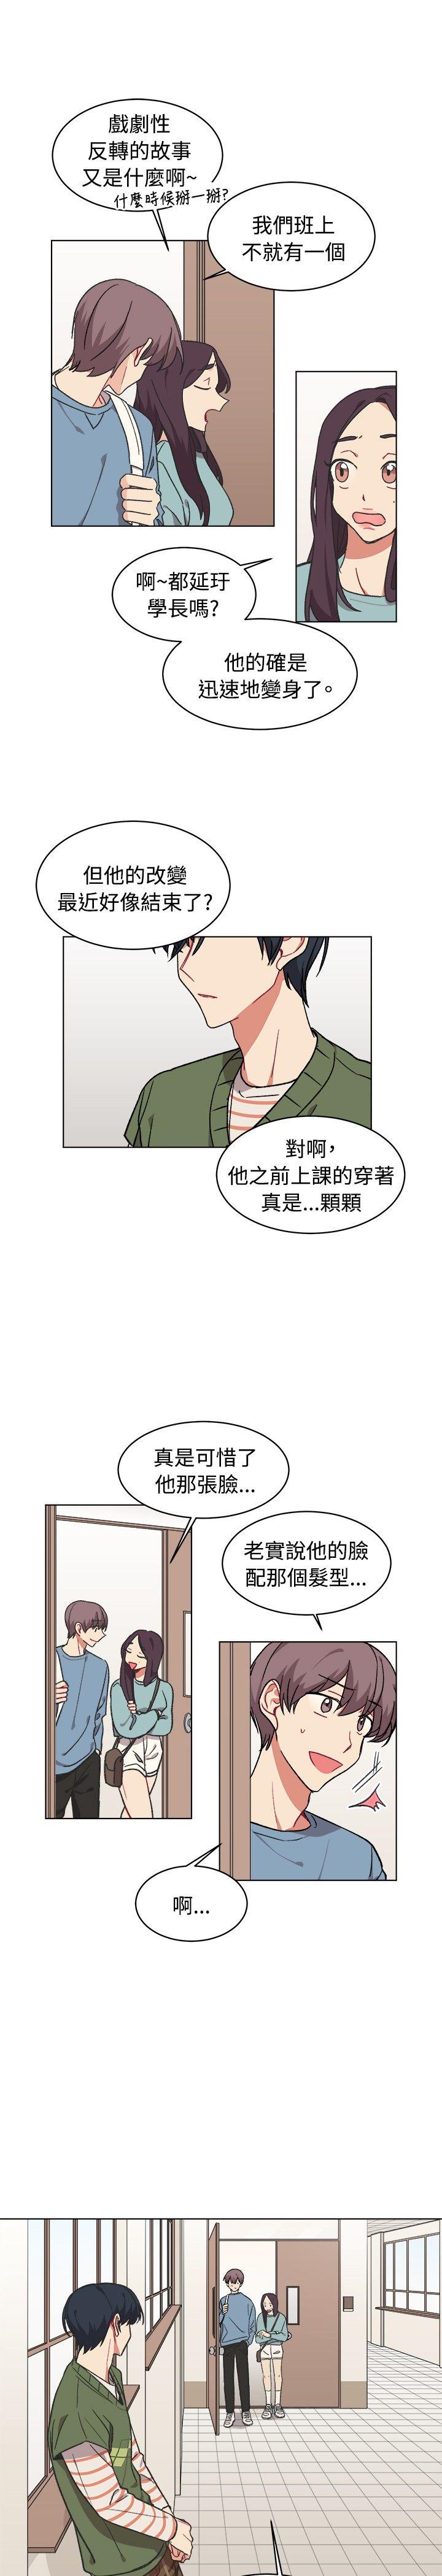 戲劇性
反轉的故事
又是什麼啊~
什麼時候掰一掰?
我們班上
不就有一個
啊~都延玗
學長嗎?
他的確是
迅速地變身了。
但他的改變
最近好像結束了?
對啊,
他之前上課的穿著
真是...顆顆
真是可惜了
他那張臉...
老實說他的臉
配那個髮型...
啊...